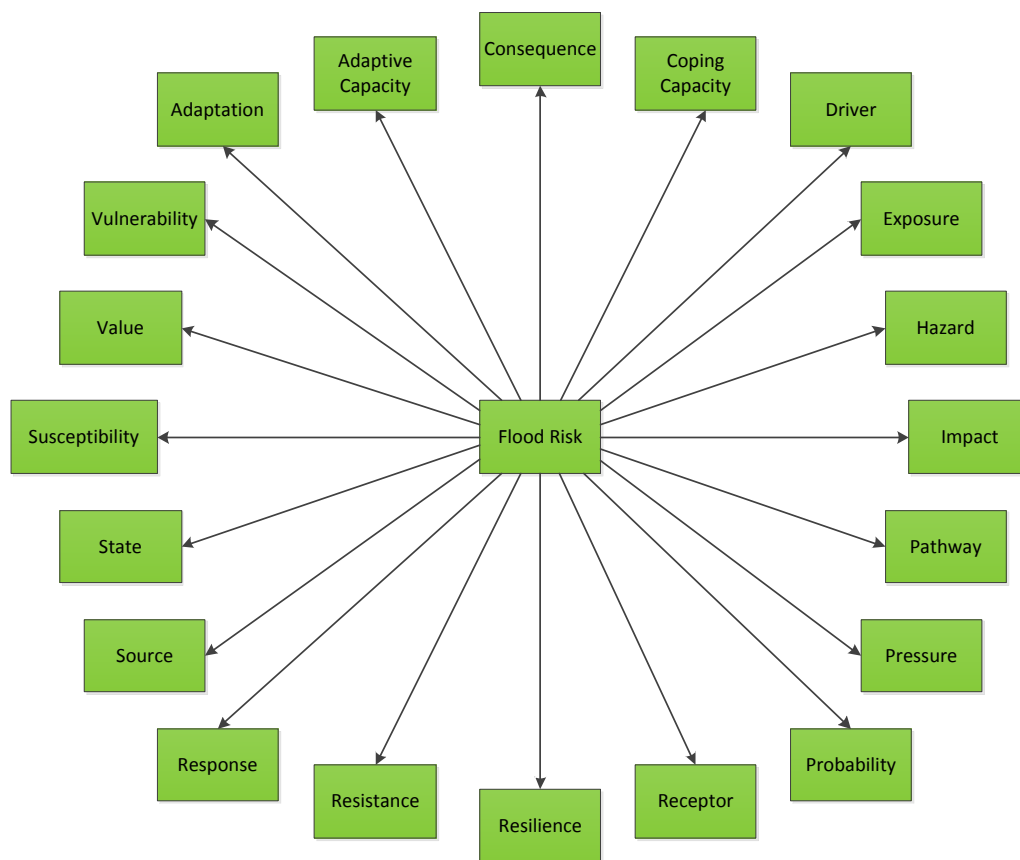 Consequence
Adaptive
Capacity
Coping
Capacity
Adaptation
Driver
Vulnerability
Exposure
Value
Hazard
Susceptibility
Flood Risk
Impact
State
Pathway
Source
Pressure
Response
Probability
Resistance
Receptor
Resilience